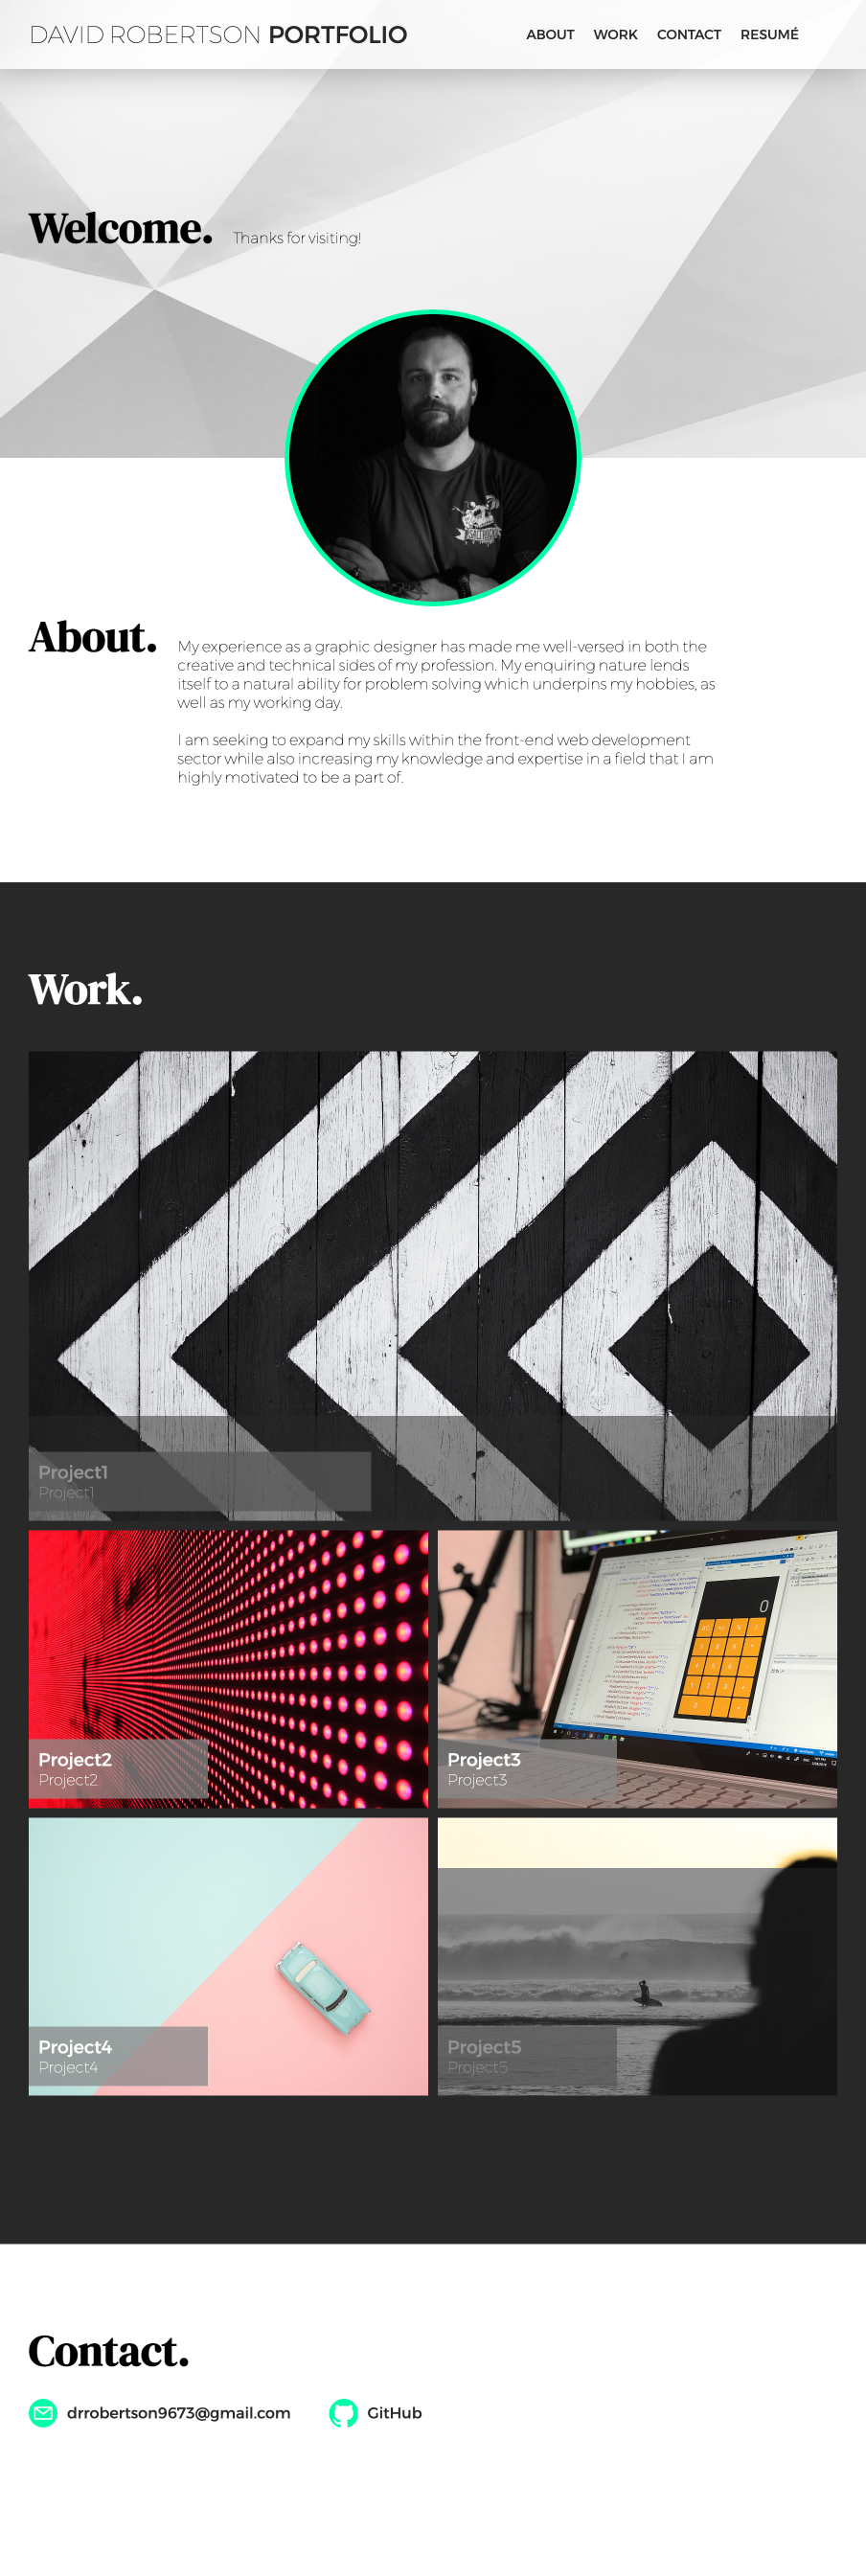 DAVID ROBERTSON PORTFOLIO
ABOUT WORK CONTACT RESUMÉ
Welcome. Thanks for visiting!
About.
My experience as a graphic designer has made me well-versed in both the
creative and technical sides of my profession. My enquiring nature lends
itself to a natural ability for problem solving which underpins my hobbies, as
well as my working day.
I am seeking to expand my skills within the front-end web development
sector while also increasing my knowledge and expertise in a field that I am
highly motivated to be a part of.
Work.
Project1
Project1
Project2
Project2
Project3
Project3
Project4
Project4
Project5
Project5
Contact.
drrobertson9673@gmail.com GitHub